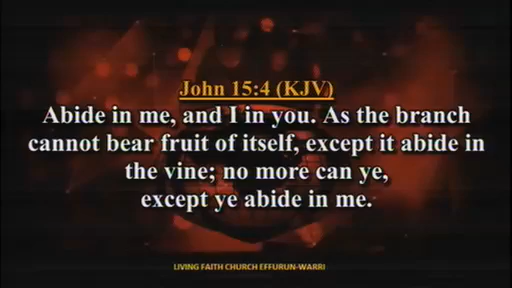 John 15:4 (KJV)
Abide in me, and I in you. As the branch
cannot bear fruit of itself, except it abide in
the vine; no more can ye,
except ye abide in me.
LIVING FAITH CHURCH EFFURUN-WARRI